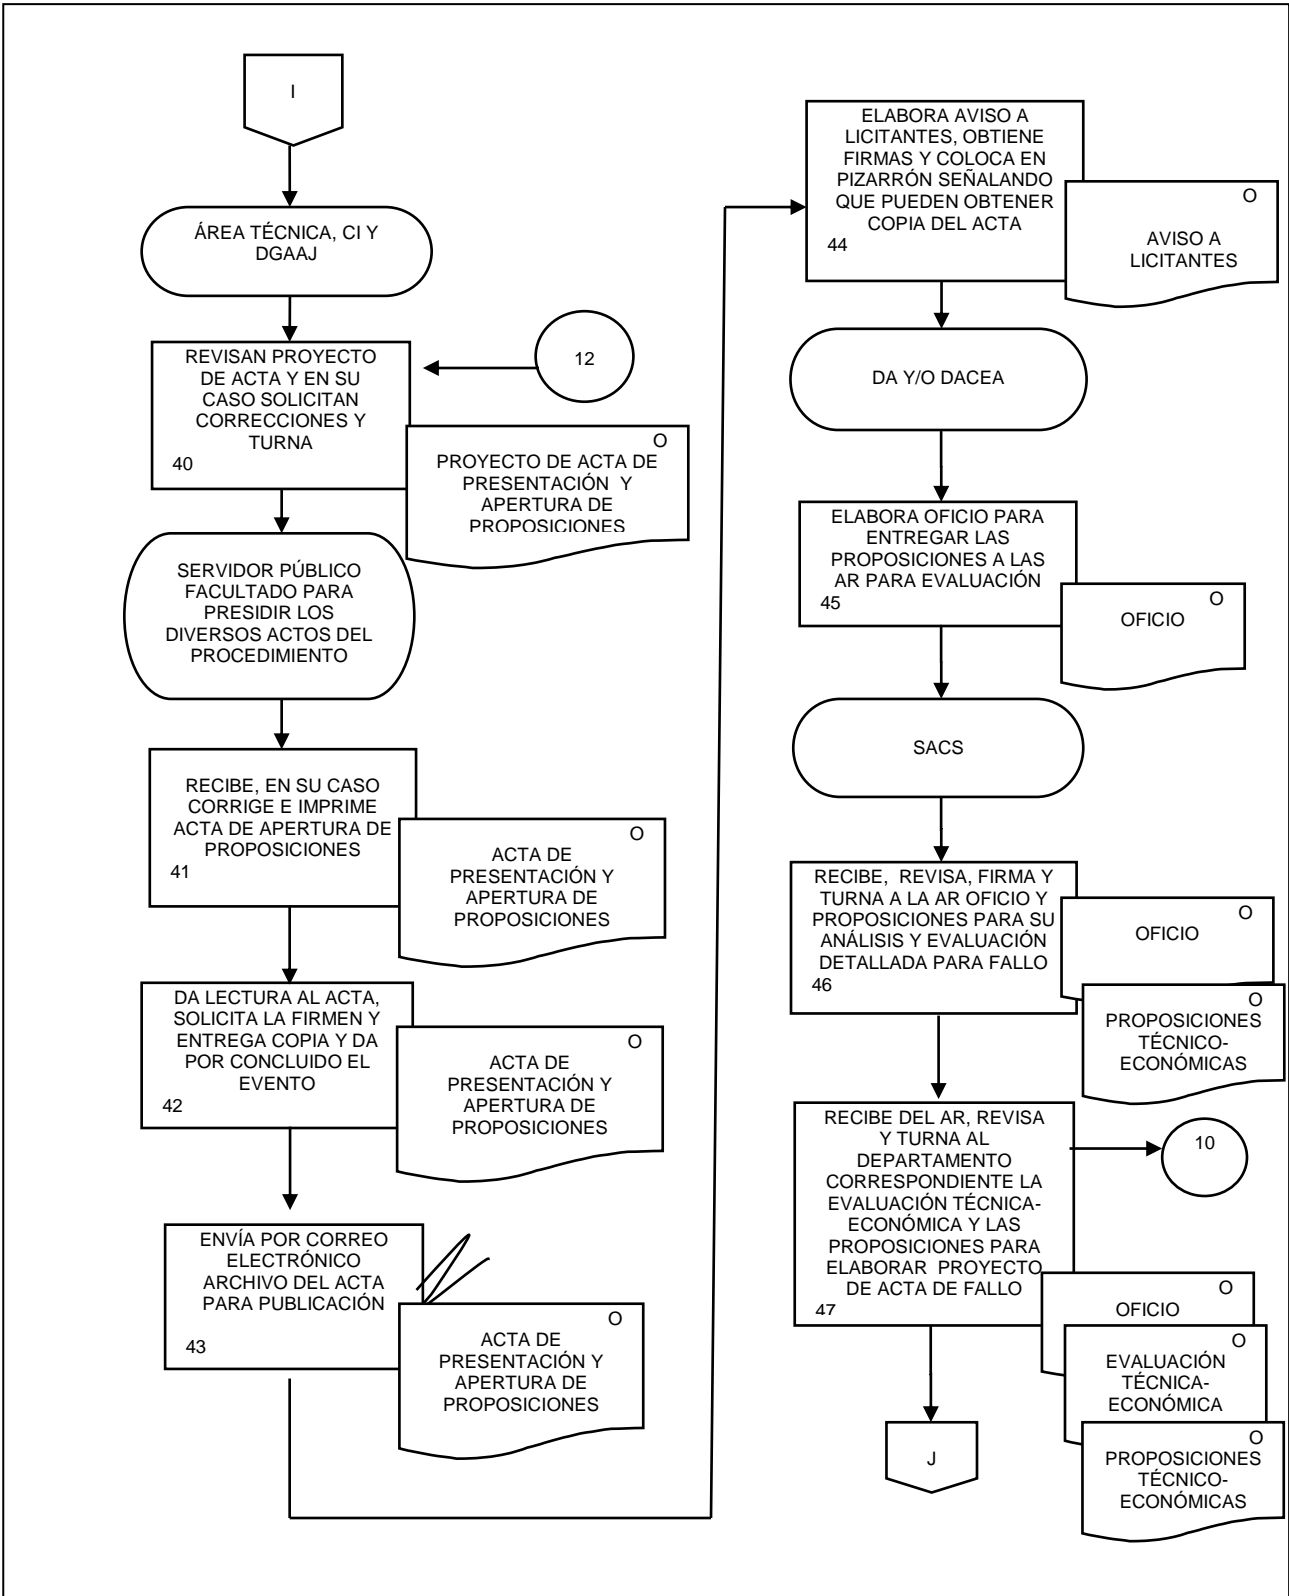 I
ÁREA TÉCNICA, CI Y
DGAAJ
12
REVISAN PROYECTO
DE ACTA Y EN SU
CASO SOLICITAN
CORRECCIONES Y
TURNA
40
O
PROYECTO DE ACTA DE
PRESENTACIÓN Y
APERTURA DE
PROPOSICIONES
SERVIDOR PÚBLICO
FACULTADO PARA
PRESIDIR LOS
DIVERSOS ACTOS DEL
PROCEDIMIENTO
RECIBE, EN SU CASO
CORRIGE E IMPRIME
ACTA DE APERTURA DE
PROPOSICIONES
41
O
ACTA DE
PRESENTACIÓN Y
APERTURA DE
PROPOSICIONES
DA LECTURA AL ACTA,
SOLICITA LA FIRMEN Y
ENTREGA COPIA Y DA
POR CONCLUIDO EL
EVENTO
42
O
ACTA DE
PRESENTACIÓN Y
APERTURA DE
PROPOSICIONES
ENVÍA POR CORREO
ELECTRÓNICO
ARCHIVO DEL ACTA
PARA PUBLICACIÓN
43
O
ACTA DE
PRESENTACIÓN Y
APERTURA DE
PROPOSICIONES
ELABORA AVISO A
LICITANTES, OBTIENE
FIRMAS Y COLOCA EN
PIZARRÓN SEÑALANDO
QUE PUEDEN OBTENER
COPIA DEL ACTA
44
O
AVISO A
LICITANTES
DA Y/O DACEA
ELABORA OFICIO PARA
ENTREGAR LAS
PROPOSICIONES A LAS
AR PARA EVALUACIÓN
45
O
OFICIO
SACS
RECIBE, REVISA, FIRMA Y
TURNA A LA AR OFICIO Y
PROPOSICIONES PARA SU
ANÁLISIS Y EVALUACIÓN
DETALLADA PARA FALLO
46
O
OFICIO
O
PROPOSICIONES
TÉCNICO-
ECONÓMICAS
RECIBE DEL AR, REVISA
Y TURNA AL
DEPARTAMENTO
CORRESPONDIENTE LA
EVALUACIÓN TÉCNICA-
ECONÓMICA Y LAS
PROPOSICIONES PARA
ELABORAR PROYECTO
DE ACTA DE FALLO
47
10
O
OFICIO
O
EVALUACIÓN
TÉCNICA-
ECONÓMICA
O
PROPOSICIONES
TÉCNICO-
ECONÓMICAS
J